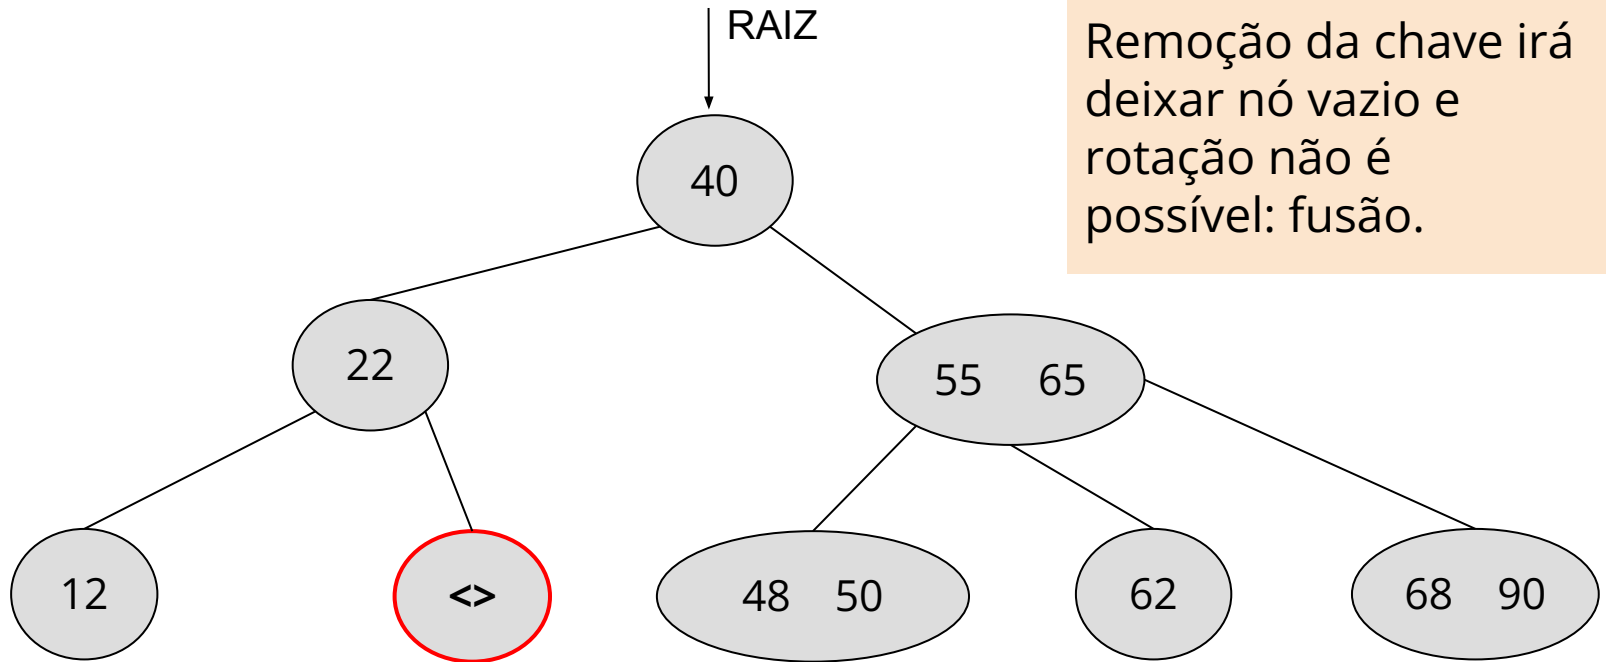 RAIZ
Remoção da chave irá
deixar nó vazio e
rotação não é
possível: fusão.
40
22
55 65
12
<>
48 50
62
68 90